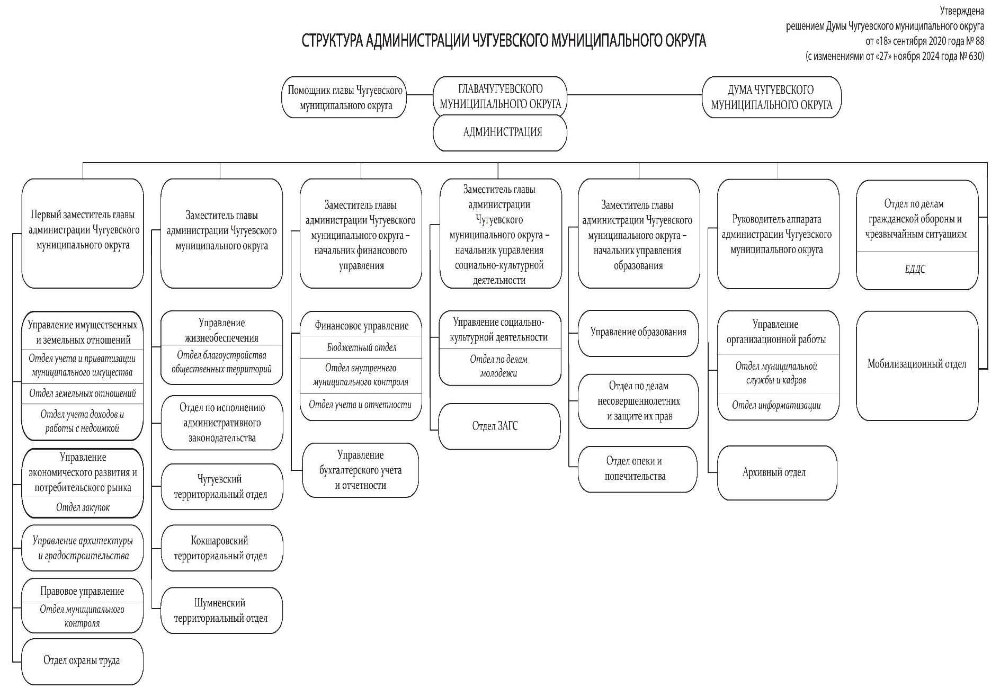 Утверждена
решением Думы Чугуевского муниципального округа
от «18» сентября 2020 года № 88
(с изменениями от «27» ноября 2024 года № 630)
СТРУКТУРА АДМИНИСТРАЦИИ ЧУГУЕВСКОГО МУНИЦИПАЛЬНОГО ОКРУГА
Помощник главы Чугуевского
муниципального округа
ГЛАВАЧУГУЕВСКОГО
МУНИЦИПАЛЬНОГО ОКРУГА
ДУМА ЧУГУЕВСКОГО
МУНИЦИПАЛЬНОГО ОКРУГА
АДМИНИСТРАЦИЯ
Первый заместитель главы
администрации Чугуевского
муниципального округа
Управление имущественных
и земельных отношений
Отдел учета и приватизации
муниципального имущества
Отдел земельных отношений
Отдел учета доходов и
работы с недоимкой
Управление
экономического развития и
потребительского рынка
Отдел закупок
Управление архитектуры
и градостроительства
Правовое управление
Отдел муниципального
контроля
Отдел охраны труда
Заместитель главы
администрации Чугуевского
муниципального округа
Управление
жизнеобеспечения
Отдел благоустройства
общественных территорий
Отдел по исполнению
административного
законодательства
Чугуевский
территориальный отдел
Кокшаровский
территориальный отдел
Шумненский
территориальный отдел
Заместитель главы
администрации Чугуевского
муниципального округа –
начальник финансового
управления
Финансовое управление
Бюджетный отдел
Отдел внутреннего
муниципального контроля
Отдел учета и отчетности
Управление
бухгалтерского учета
и отчетности
Заместитель главы
администрации
Чугуевского
муниципального округа –
начальник управления
социально-культурной
деятельности
Управление социально-
культурной деятельности
Отдел по делам
молодежи
Отдел ЗАГС
Заместитель главы
администрации Чугуевского
муниципального округа –
начальник управления
образования
Управление образования
Отдел по делам
несовершеннолетних
и защите их прав
Отдел опеки и
попечительства
Руководитель аппарата
администрации Чугуевского
муниципального округа
Управление
организационной работы
Отдел муниципальной
службы и кадров
Отдел информатизации
Архивный отдел
Отдел по делам
гражданской обороны и
чрезвычайным ситуациям
ЕДДС
Мобилизационный отдел